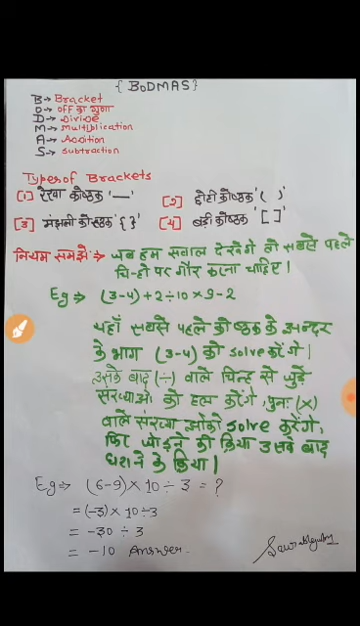 { BODMAS }
B → Bracket
O → Off का गुणा
D → Divide
M → Multiplication
A → Addition
S → Subtraction
Types of Brackets
[1] रेखा कोष्ठक '—' [2] छोटी कोष्ठक '( )'
[3] मंझली कोष्ठक '{ }' [4] बड़ी कोष्ठक '[ ]'
नियम समझे ⇒ जब हम सवाल देखेंगे तो सबसे पहले
चिन्हो पर गौर करना चाहिए।
Eg ⇒ (3-4)+2÷10×9-2
यहाँ सबसे पहले कोष्ठक के अन्दर
के भाग (3-4) को solve करेंगे।
उसके बाद (÷) वाले चिन्ह से जुड़े
संख्याओं को हल करेंगे, पुनः (×)
वाले संख्याओंको solve करेंगे,
फिर जोड़ने की क्रिया उसके बाद
घटाने के क्रिया।
Eg ⇒ (6-9)×10÷3 = ?
= (-3)×10÷3
= -30÷3
= -10 Answer.